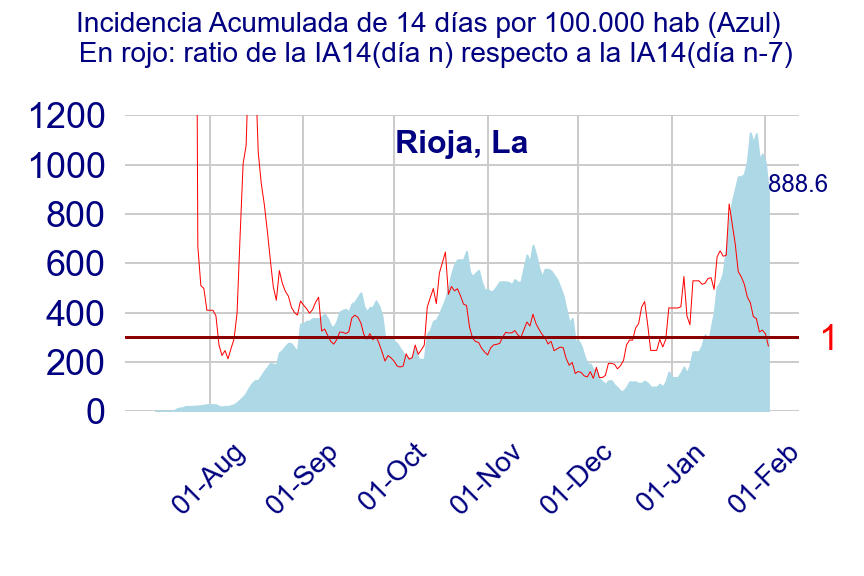 Incidencia Acumulada de 14 días por 100.000 hab (Azul)
En rojo: ratio de la IA14(día n) respecto a la IA14(día n-7)
1200
Rioja, La
1000
888.6
800
600
400
1
200
0
01-Aug
01-Sep
01-Oct
01-Nov
01-Dec
01-Jan
01-Feb